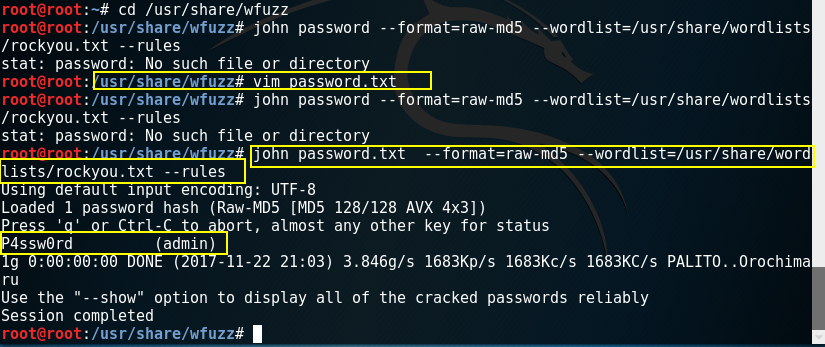 root@root:~# cd /usr/share/wfuzz
root@root:/usr/share/wfuzz# john password --format=raw-md5 --wordlist=/usr/share/wordlists
/rockyou.txt --rules
stat: password: No such file or directory
root@root:/usr/share/wfuzz# vim password.txt
root@root:/usr/share/wfuzz# john password --format=raw-md5 --wordlist=/usr/share/wordlists
/rockyou.txt --rules
stat: password: No such file or directory
root@root:/usr/share/wfuzz# john password.txt  --format=raw-md5 --wordlist=/usr/share/word
lists/rockyou.txt --rules
Using default input encoding: UTF-8
Loaded 1 password hash (Raw-MD5 [MD5 128/128 AVX 4x3])
Press 'q' or Ctrl-C to abort, almost any other key for status
P4ssw0rd         (admin)
1g 0:00:00:00 DONE (2017-11-22 21:03) 3.846g/s 1683Kp/s 1683Kc/s 1683KC/s PALITO..Orochima
ru
Use the "--show" option to display all of the cracked passwords reliably
Session completed
root@root:/usr/share/wfuzz#